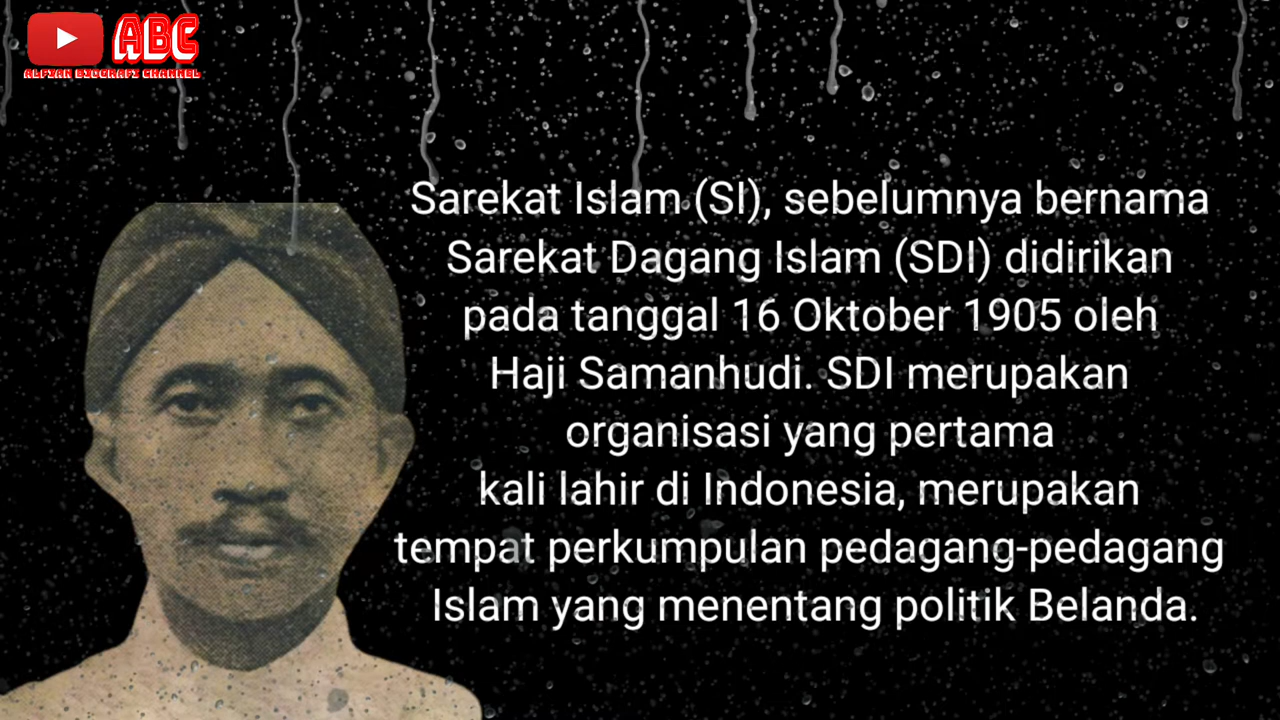 ABC
ALFIAN BIOGRAFI CHANNEL
Sarekat Islam (SI), sebelumnya bernama
Sarekat Dagang Islam (SDI) didirikan
pada tanggal 16 Oktober 1905 oleh
Haji Samanhudi. SDI merupakan
organisasi yang pertama
kali lahir di Indonesia, merupakan
tempat perkumpulan pedagang-pedagang
Islam yang menentang politik Belanda.